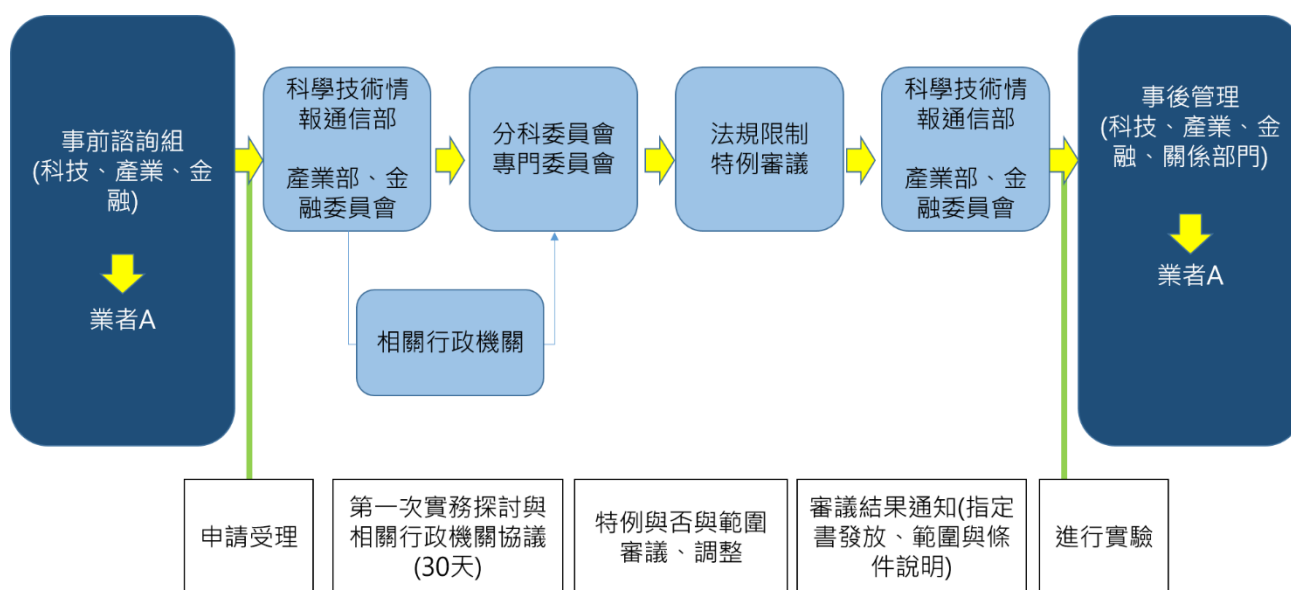 事前諮詢組
(科技、產業、金
融)
業者A
科學技術情
報通信部
產業部、金
融委員會
分科委員會
專門委員會
法規限制
特例審議
科學技術情
報通信部
產業部、金
融委員會
事後管理
(科技、產業、金
融、關係部門)
業者A
相關行政機關
申請受理
第一次實務探討與
相關行政機關協議
(30天)
特例與否與範圍
審議、調整
審議結果通知(指定
書發放、範圍與條
件說明)
進行實驗